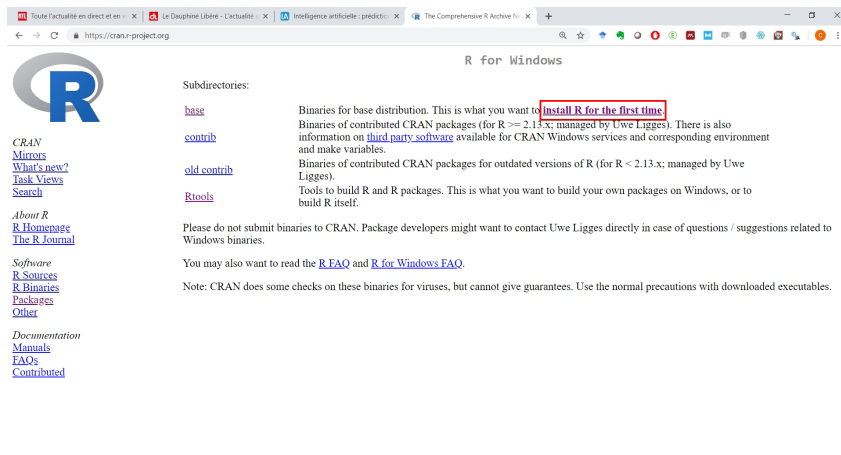 Toute l'actualité en direct et en
Le Dauphiné Libéré - L'actualité
Intelligence artificielle : prédiction
The Comprehensive R Archive Ne
https://cran.r-project.org
R for Windows
R
Subdirectories:
base
Binaries for base distribution. This is what you want to install R for the first time.
contrib
Binaries of contributed CRAN packages (for R >= 2.13.x; managed by Uwe Ligges). There is also
information on third party software available for CRAN Windows services and corresponding environment
and make variables.
old contrib
Binaries of contributed CRAN packages for outdated versions of R (for R < 2.13.x; managed by Uwe
Ligges).
Rtools
Tools to build R and R packages. This is what you want to build your own packages on Windows, or to
build R itself.
Please do not submit binaries to CRAN. Package developers might want to contact Uwe Ligges directly in case of questions / suggestions related to
Windows binaries.
You may also want to read the R FAQ and R for Windows FAQ.
Note: CRAN does some checks on these binaries for viruses, but cannot give guarantees. Use the normal precautions with downloaded executables.
CRAN
Mirrors
What's new?
Task Views
Search
About R
R Homepage
The R Journal
Software
R Sources
R Binaries
Packages
Other
Documentation
Manuals
FAQs
Contributed